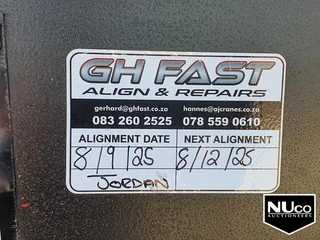 GH FAST
ALIGN & REPAIRS
gerhard@ghfast.co.za hannes@ajcranes.co.za
083 260 2525 078 559 0610
ALIGNMENT DATE NEXT ALIGNMENT
8/9/25 8/12/25
JORDAN
NUco
AUCTIONEERS